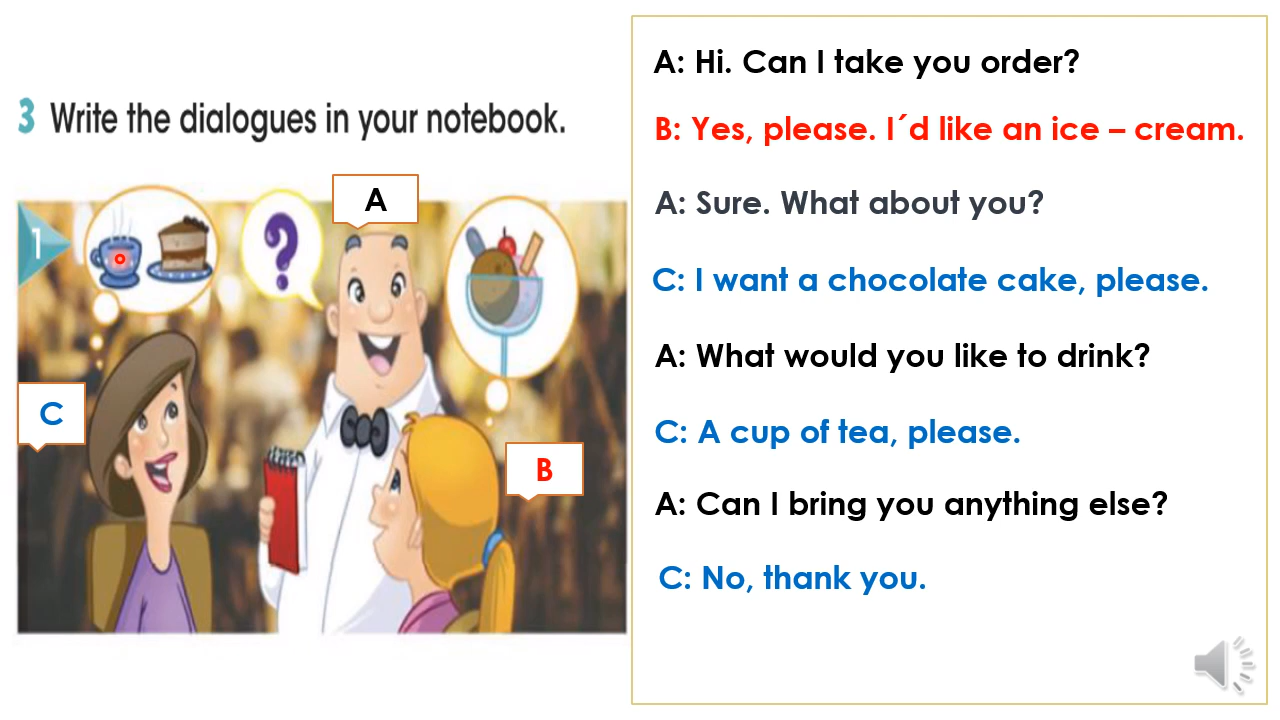 3 Write the dialogues in your notebook.
1
?
A
C
B
A: Hi. Can I take you order?
B: Yes, please. I´d like an ice – cream.
A: Sure. What about you?
C: I want a chocolate cake, please.
A: What would you like to drink?
C: A cup of tea, please.
A: Can I bring you anything else?
C: No, thank you.